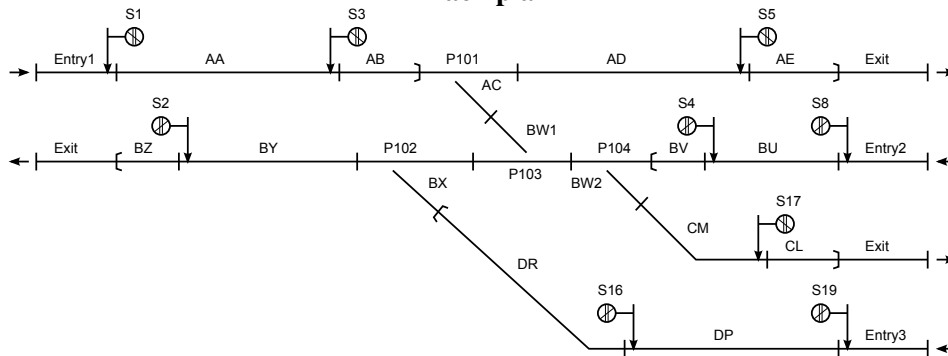 S1 S3 S5
Entry1 AA AB P101 AD AE Exit
AC
S2 S4 S8
BW1
Exit BZ BY P102 P104 BV BU Entry2
BX P103 BW2
S17
CM CL Exit
DR S16 S19
DP Entry3